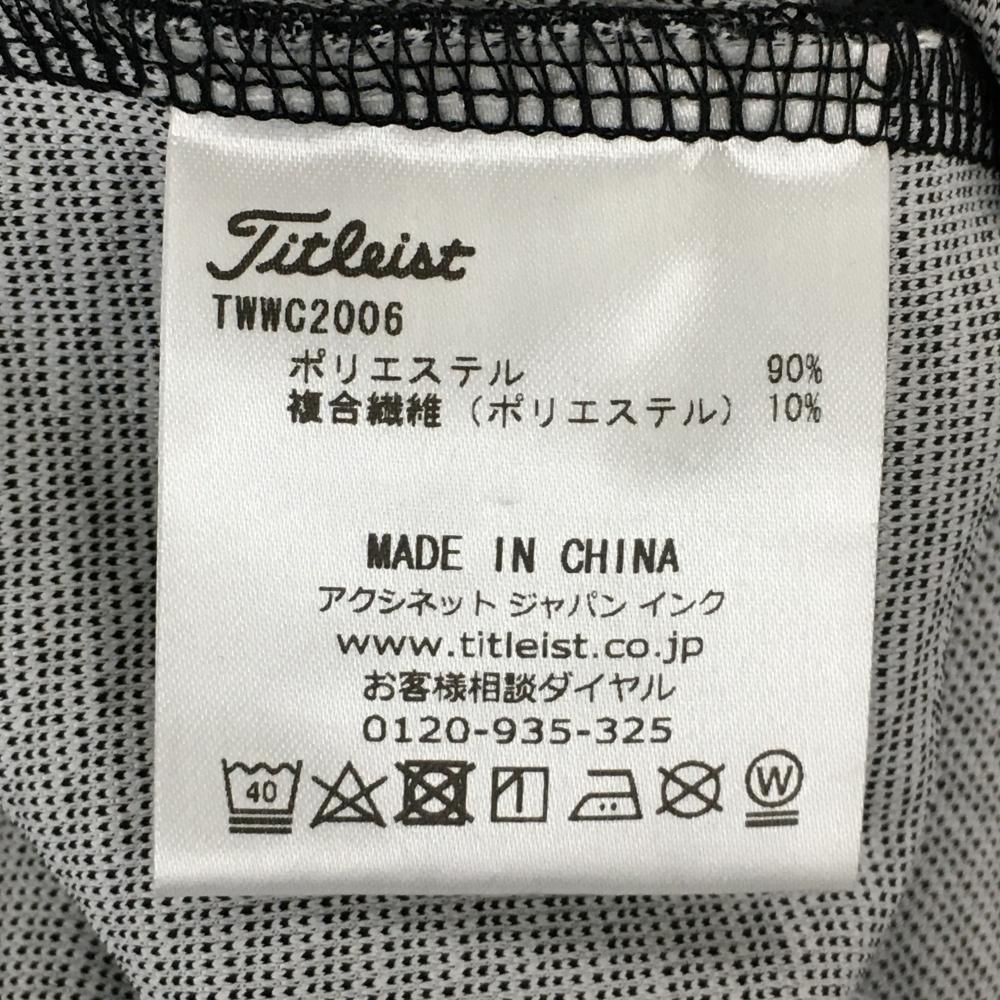 Titleist
TWWC2006
ポリエステル 90%
複合繊維（ポリエステル） 10%
MADE IN CHINA
アクシネット ジャパン インク
www.titleist.co.jp
お客様相談ダイヤル
0120-935-325
40 W